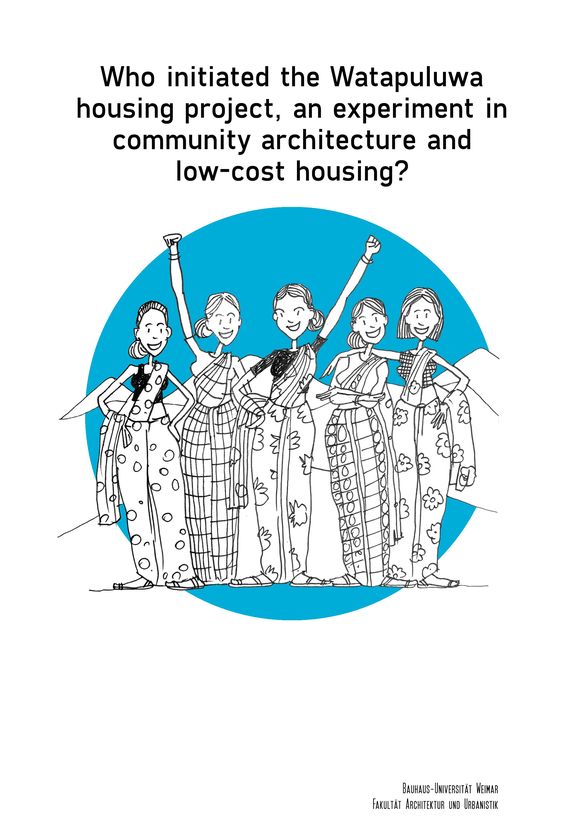 Who initiated the Watapuluwa
housing project, an experiment in
community architecture and
low-cost housing?
Bauhaus-Universität Weimar
Fakultät Architektur und Urbanistik